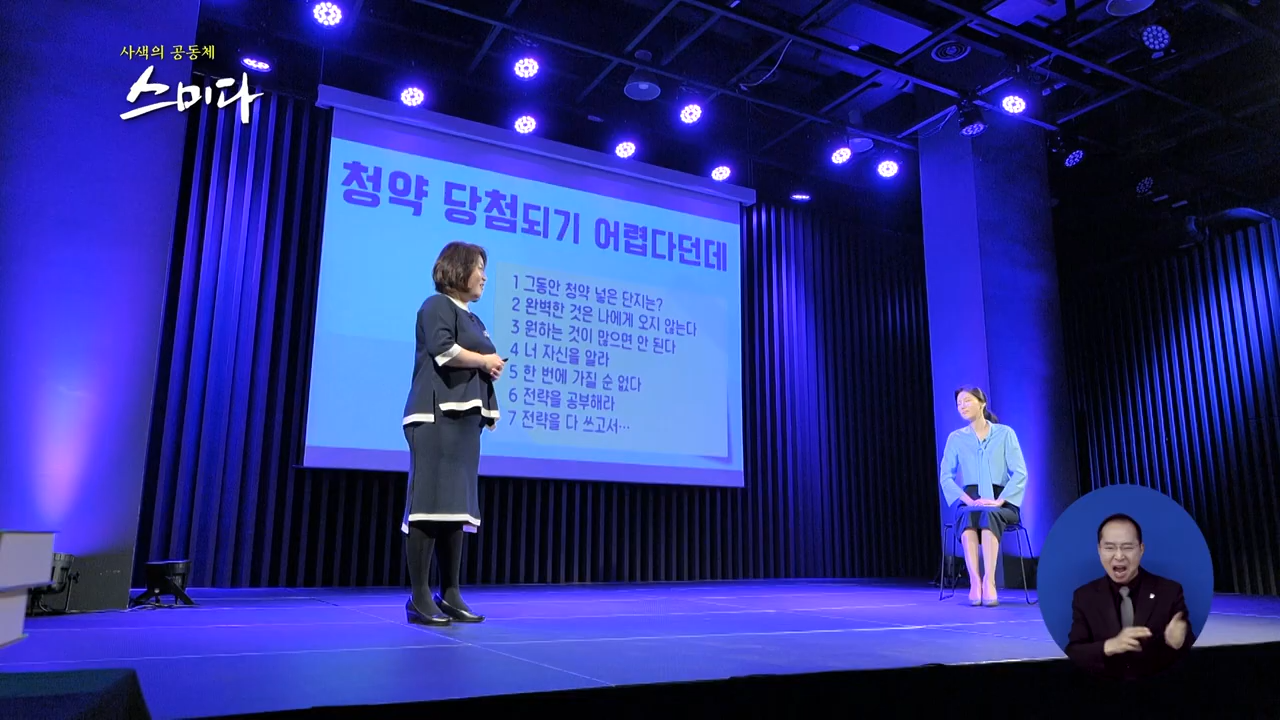 사색의 공동체
스미다
청약 당첨되기 어렵다던데
1 그동안 청약 넣은 단지는?
2 완벽한 것은 나에게 오지 않는다
3 원하는 것이 많으면 안 된다
4 너 자신을 알라
5 한 번에 가질 순 없다
6 전략을 공부해라
7 전략을 다 쓰고서…